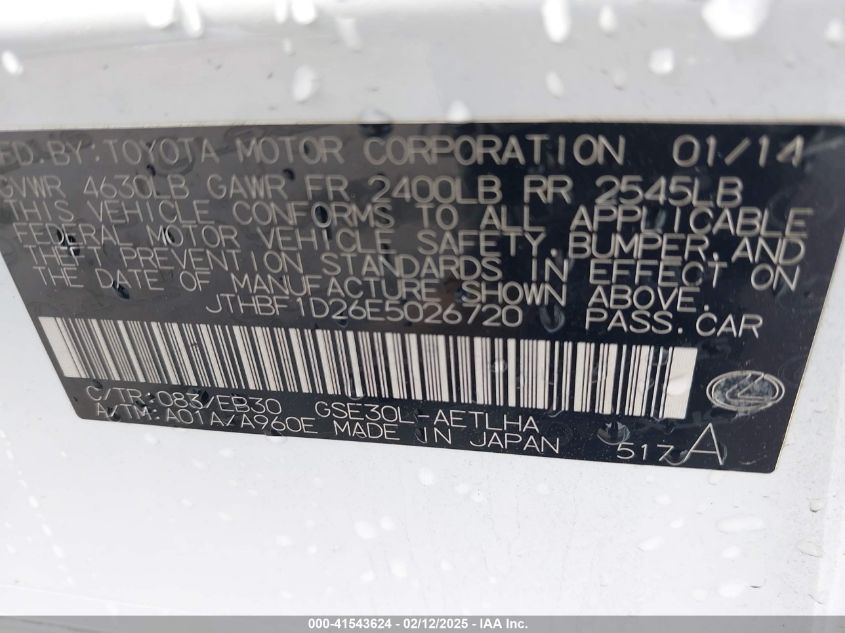 FD. BY: TOYOTA MOTOR CORPORATION 01/14
GVWR 4630LB GAWR FR 2400LB RR 2545LB
THIS VEHICLE CONFORMS TO ALL APPLICABLE
FEDERAL MOTOR VEHICLE SAFETY, BUMPER, AND
THEFT PREVENTION STANDARDS IN EFFECT ON
THE DATE OF MANUFACTURE SHOWN ABOVE.
JTHBF1D26E5026720 PASS.CAR
C/TR:083/EB30 GSE30L-AETLHA
A/TM:A01A/A960E MADE IN JAPAN 517 A
000-41543624 / 02/12/2025 - IAA Inc.